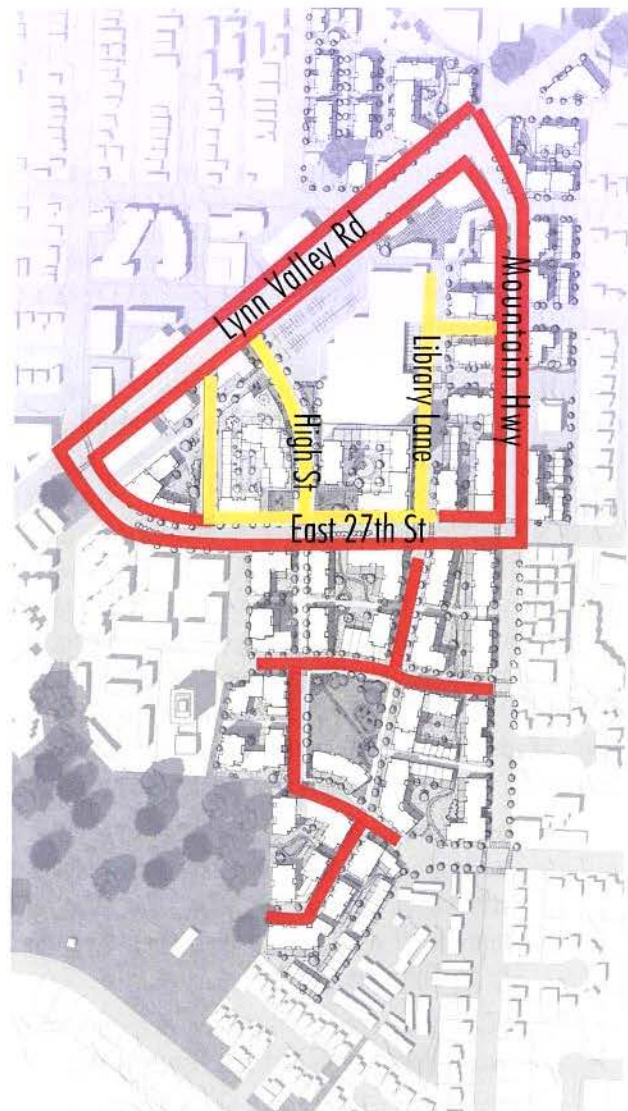 Lynn Valley Rd
Mountain Hwy
Library Lane
High St
East 27th St